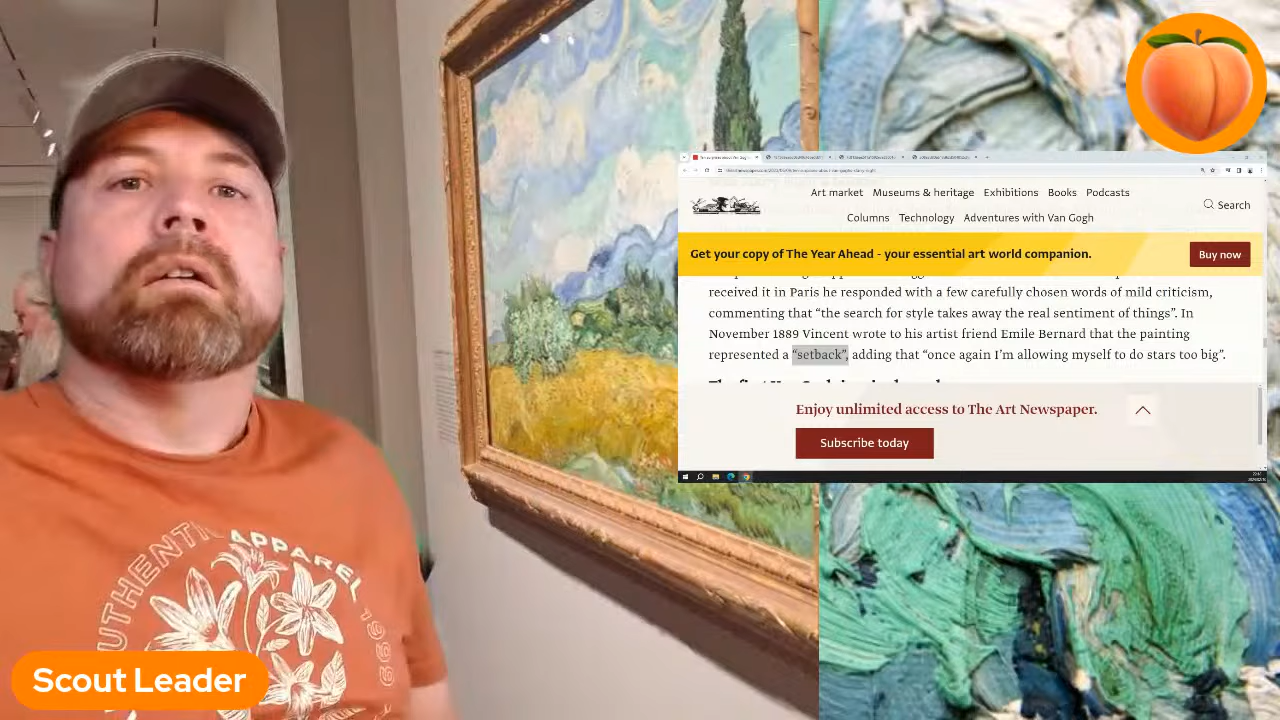 Art market Museums & heritage Exhibitions Books Podcasts
Columns Technology Adventures with Van Gogh
Search
Get your copy of The Year Ahead - your essential art world companion.
Buy now
received it in Paris he responded with a few carefully chosen words of mild criticism,
commenting that “the search for style takes away the real sentiment of things”. In
November 1889 Vincent wrote to his artist friend Emile Bernard that the painting
represented a “setback”, adding that “once again I’m allowing myself to do stars too big”.
Enjoy unlimited access to The Art Newspaper.
Subscribe today
AUTHENTIC APPAREL 1969
Scout Leader